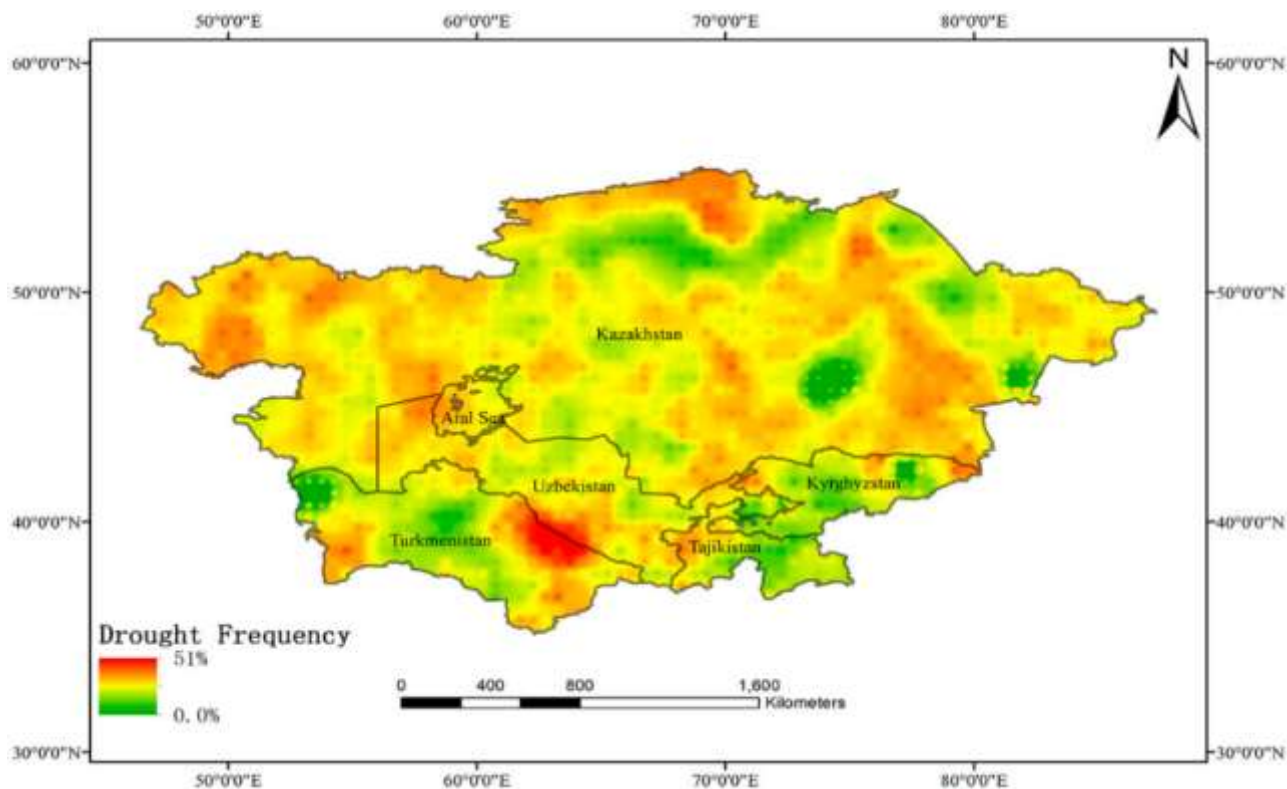 50°0'0"E 60°0'0"E 70°0'0"E 80°0'0"E
60°0'0"N 60°0'0"N
N
50°0'0"N 50°0'0"N
Kazakhstan
Aral Sea
Uzbekistan
Kyrghyzstan
40°0'0"N 40°0'0"N
Turkmenistan
Tajikistan
Drought Frequency
51%
0.0%
0 400 800 1,600
Kilometers
30°0'0"N 30°0'0"N
50°0'0"E 60°0'0"E 70°0'0"E 80°0'0"E